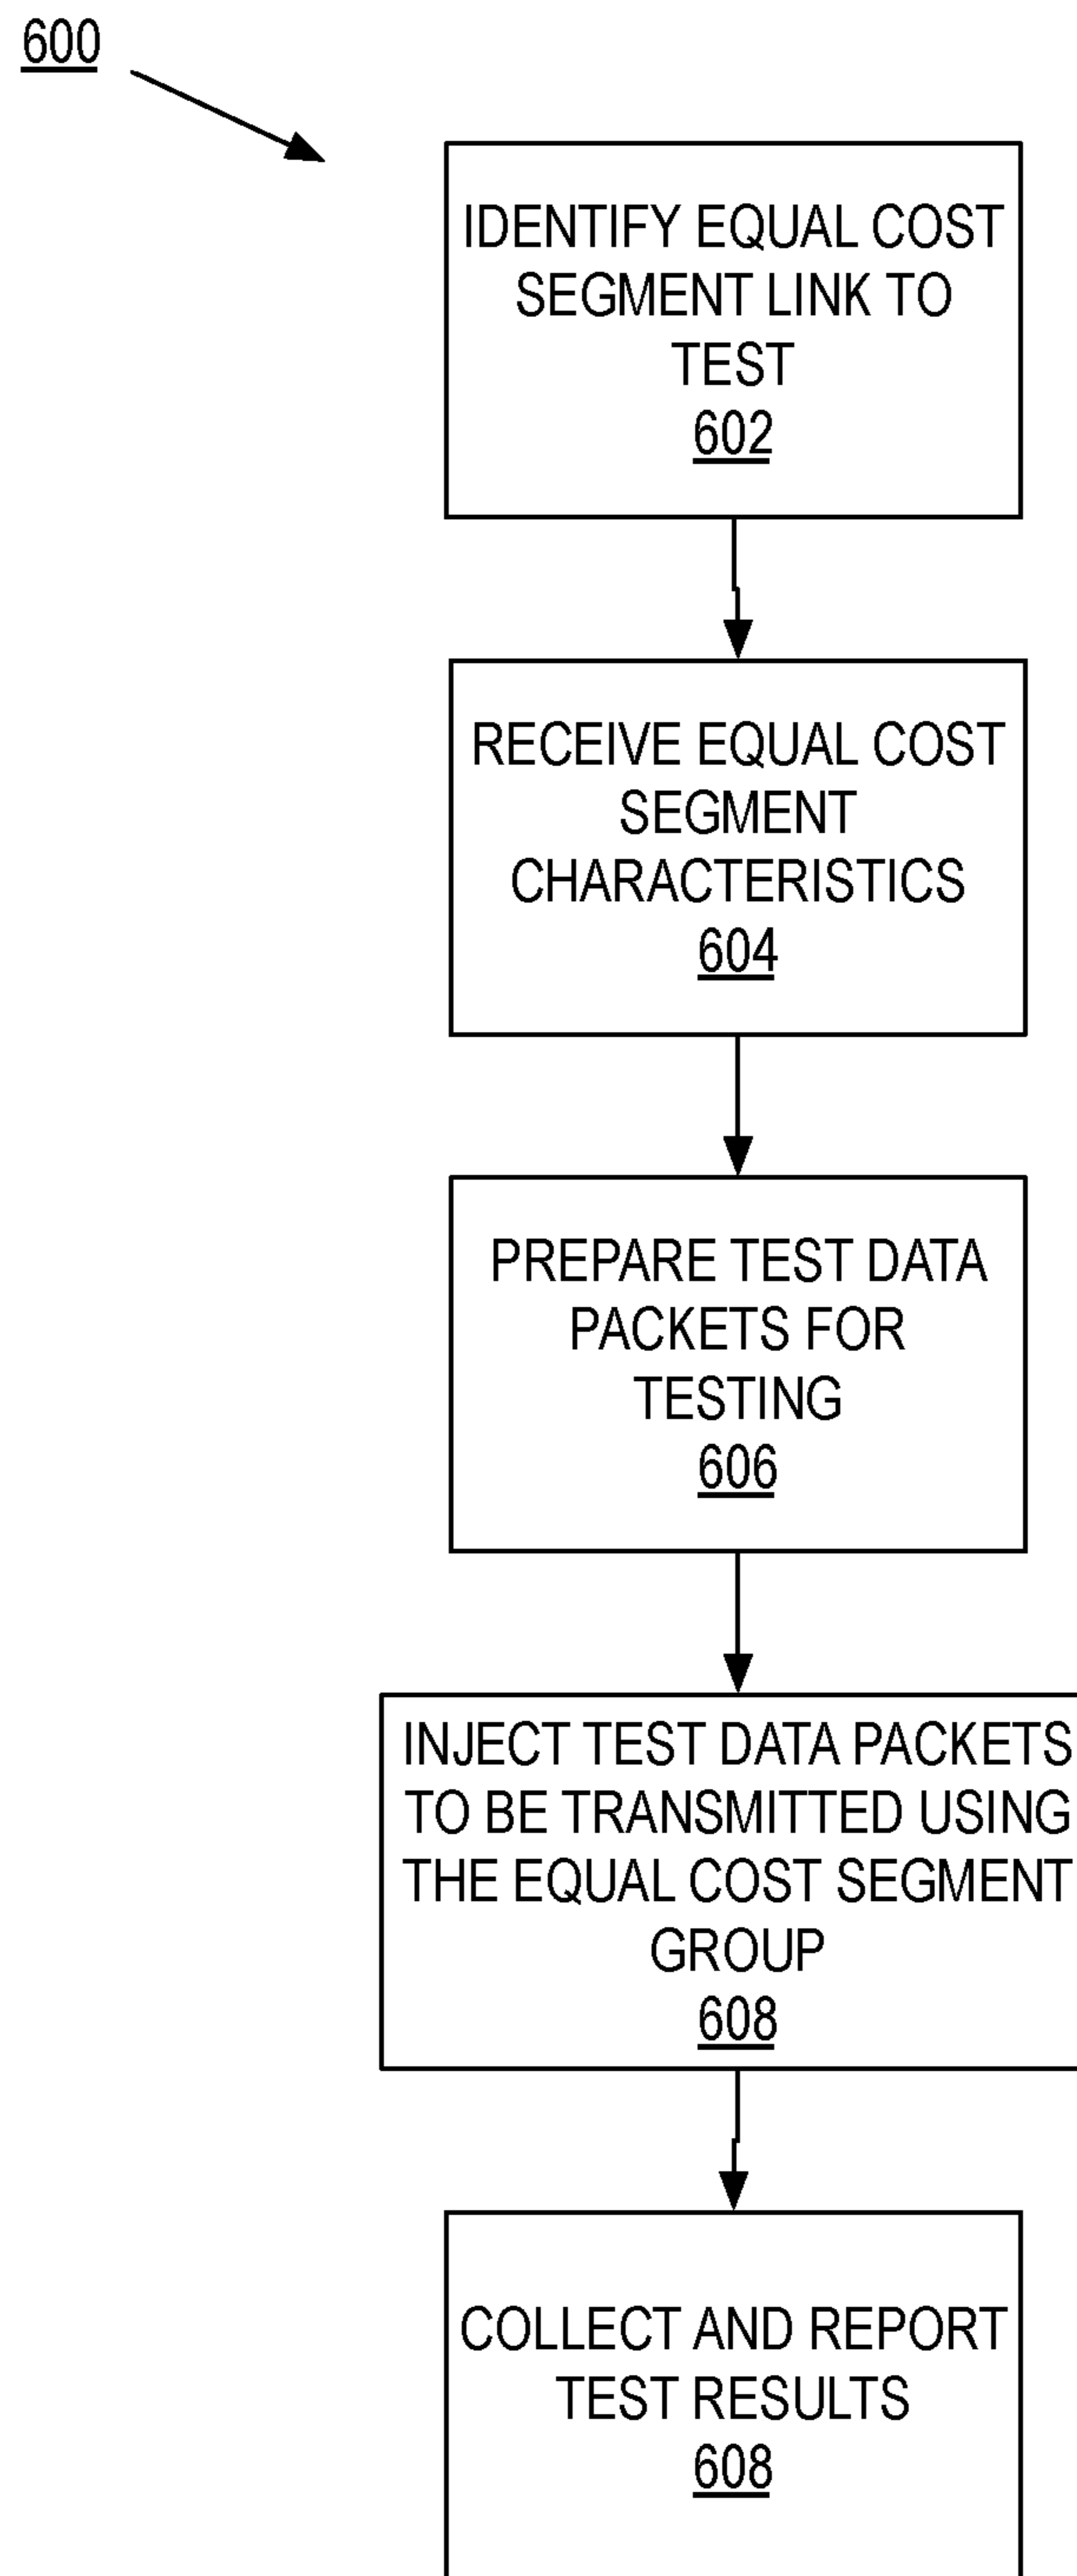 600
IDENTIFY EQUAL COST
SEGMENT LINK TO
TEST
602
RECEIVE EQUAL COST
SEGMENT
CHARACTERISTICS
604
PREPARE TEST DATA
PACKETS FOR
TESTING
606
INJECT TEST DATA PACKETS
TO BE TRANSMITTED USING
THE EQUAL COST SEGMENT
GROUP
608
COLLECT AND REPORT
TEST RESULTS
608